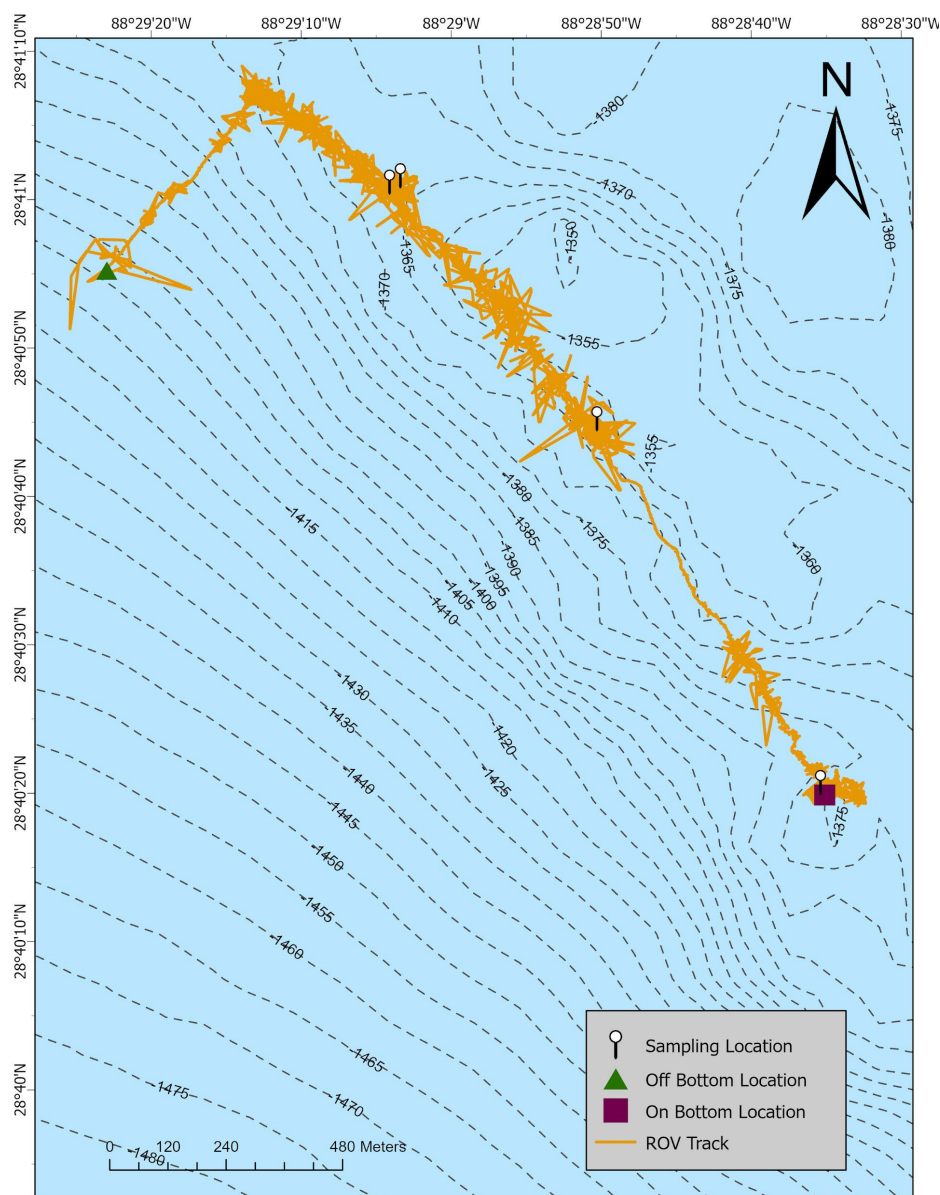 88°29'20"W 88°29'10"W 88°29'W 88°28'50"W 88°28'40"W 88°28'30"W
28°41'10"N
N
-1380
-1375
28°41'N
-1370
-1350
-1380
-1365
-1370
-1375
28°40'50"N
-1355
-1355
28°40'40"N
-1380
-1415
-1385
-1375
-1390
-1360
-1395
-1400
-1405
-1410
28°40'30"N
-1430
-1435
-1420
-1440
-1425
28°40'20"N
-1375
-1445
-1450
-1455
28°40'10"N
-1460
28°40'N
-1465
-1475
-1470
-1480
0 120 240 480 Meters
Sampling Location
Off Bottom Location
On Bottom Location
ROV Track